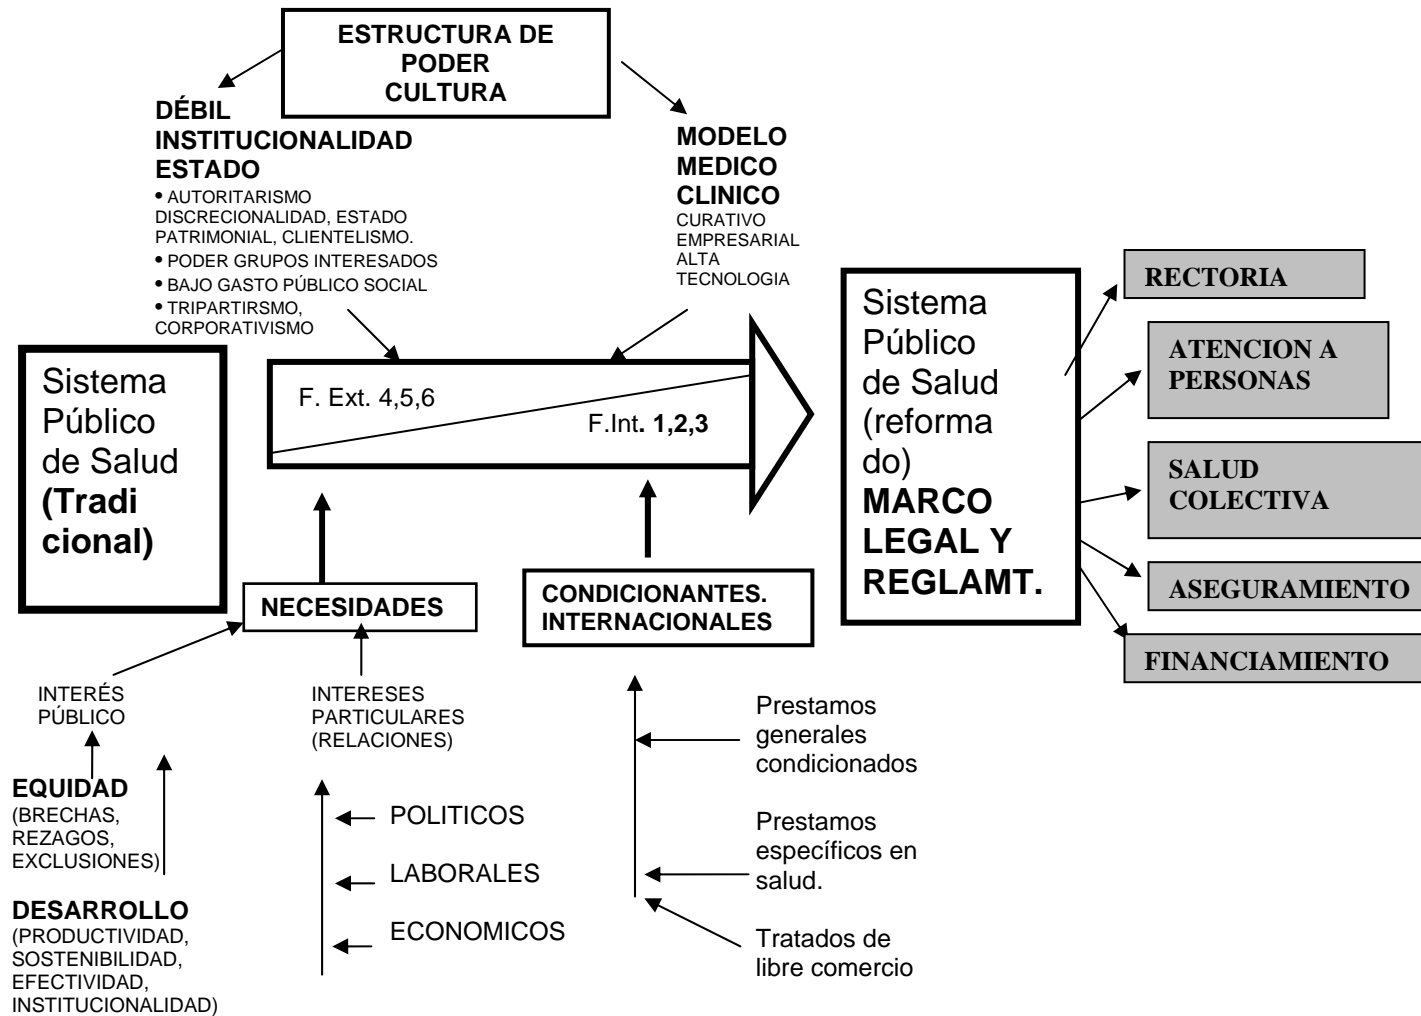 ESTRUCTURA DE
PODER
CULTURA
DÉBIL
INSTITUCIONALIDAD
ESTADO
• AUTORITARISMO
DISCRECIONALIDAD, ESTADO
PATRIMONIAL, CLIENTELISMO.
• PODER GRUPOS INTERESADOS
• BAJO GASTO PÚBLICO SOCIAL
• TRIPARTIRSMO,
CORPORATIVISMO
MODELO
MEDICO
CLINICO
CURATIVO
EMPRESARIAL
ALTA
TECNOLOGIA
Sistema
Público
de Salud
(Tradi
cional)
F. Ext. 4,5,6
F.Int. 1,2,3
Sistema
Público
de Salud
(reforma
do)
MARCO
LEGAL Y
REGLAMT.
RECTORIA
ATENCION A
PERSONAS
SALUD
COLECTIVA
ASEGURAMIENTO
FINANCIAMIENTO
NECESIDADES
CONDICIONANTES.
INTERNACIONALES
INTERÉS
PÚBLICO
INTERESES
PARTICULARES
(RELACIONES)
EQUIDAD
(BRECHAS,
REZAGOS,
EXCLUSIONES)
DESARROLLO
(PRODUCTIVIDAD,
SOSTENIBILIDAD,
EFECTIVIDAD,
INSTITUCIONALIDAD)
POLITICOS
LABORALES
ECONOMICOS
Prestamos
generales
condicionados
Prestamos
específicos en
salud.
Tratados de
libre comercio